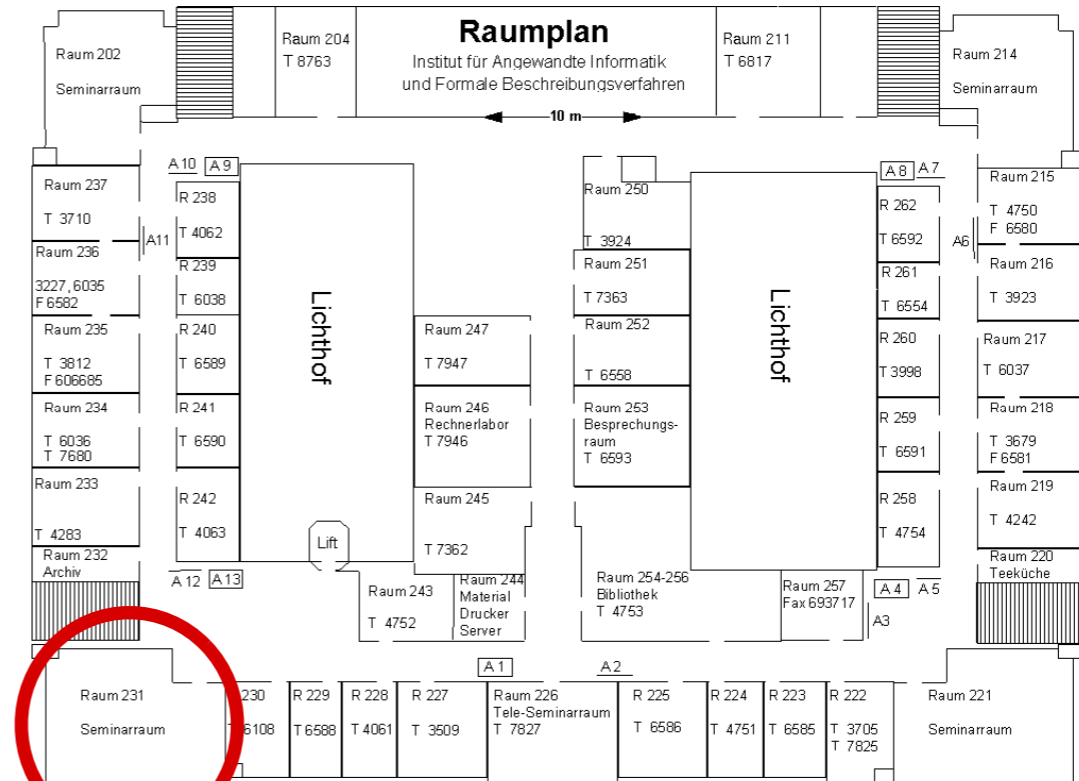 Raumplan
Institut für Angewandte Informatik
und Formale Beschreibungsverfahren
10 m
Raum 202
Seminarraum
Raum 204
T 8763
Raum 211
T 6817
Raum 214
Seminarraum
A 10
A 9
A 8
A 7
Raum 237
T 3710
A11
Raum 236
3227, 6035
F 6582
Raum 235
T 3812
F 606685
Raum 234
T 6036
T 7680
Raum 233
T 4283
Raum 232
Archiv
R 238
T 4062
R 239
T 6038
R 240
T 6589
R 241
T 6590
R 242
T 4063
A 12
A 13
Lichthof
Lift
Raum 247
T 7947
Raum 246
Rechnerlabor
T 7946
Raum 245
T 7362
Raum 243
T 4752
Raum 244
Material
Drucker
Server
Raum 250
T 3924
Raum 251
T 7363
Raum 252
T 6558
Raum 253
Besprechungs-
raum
T 6593
Raum 254-256
Bibliothek
T 4753
Lichthof
Raum 257
Fax 693717
R 262
T 6592
R 261
T 6554
R 260
T 3998
R 259
T 6591
R 258
T 4754
A 4
A 5
A3
A6
Raum 215
T 4750
F 6580
Raum 216
T 3923
Raum 217
T 6037
Raum 218
T 3679
F 6581
Raum 219
T 4242
Raum 220
Teeküche
A 1
A 2
Raum 231
Seminarraum
230
6108
R 229
T 6588
R 228
T 4061
R 227
T 3509
Raum 226
Tele-Seminarraum
T 7827
R 225
T 6586
R 224
T 4751
R 223
T 6585
R 222
T 3705
T 7825
Raum 221
Seminarraum